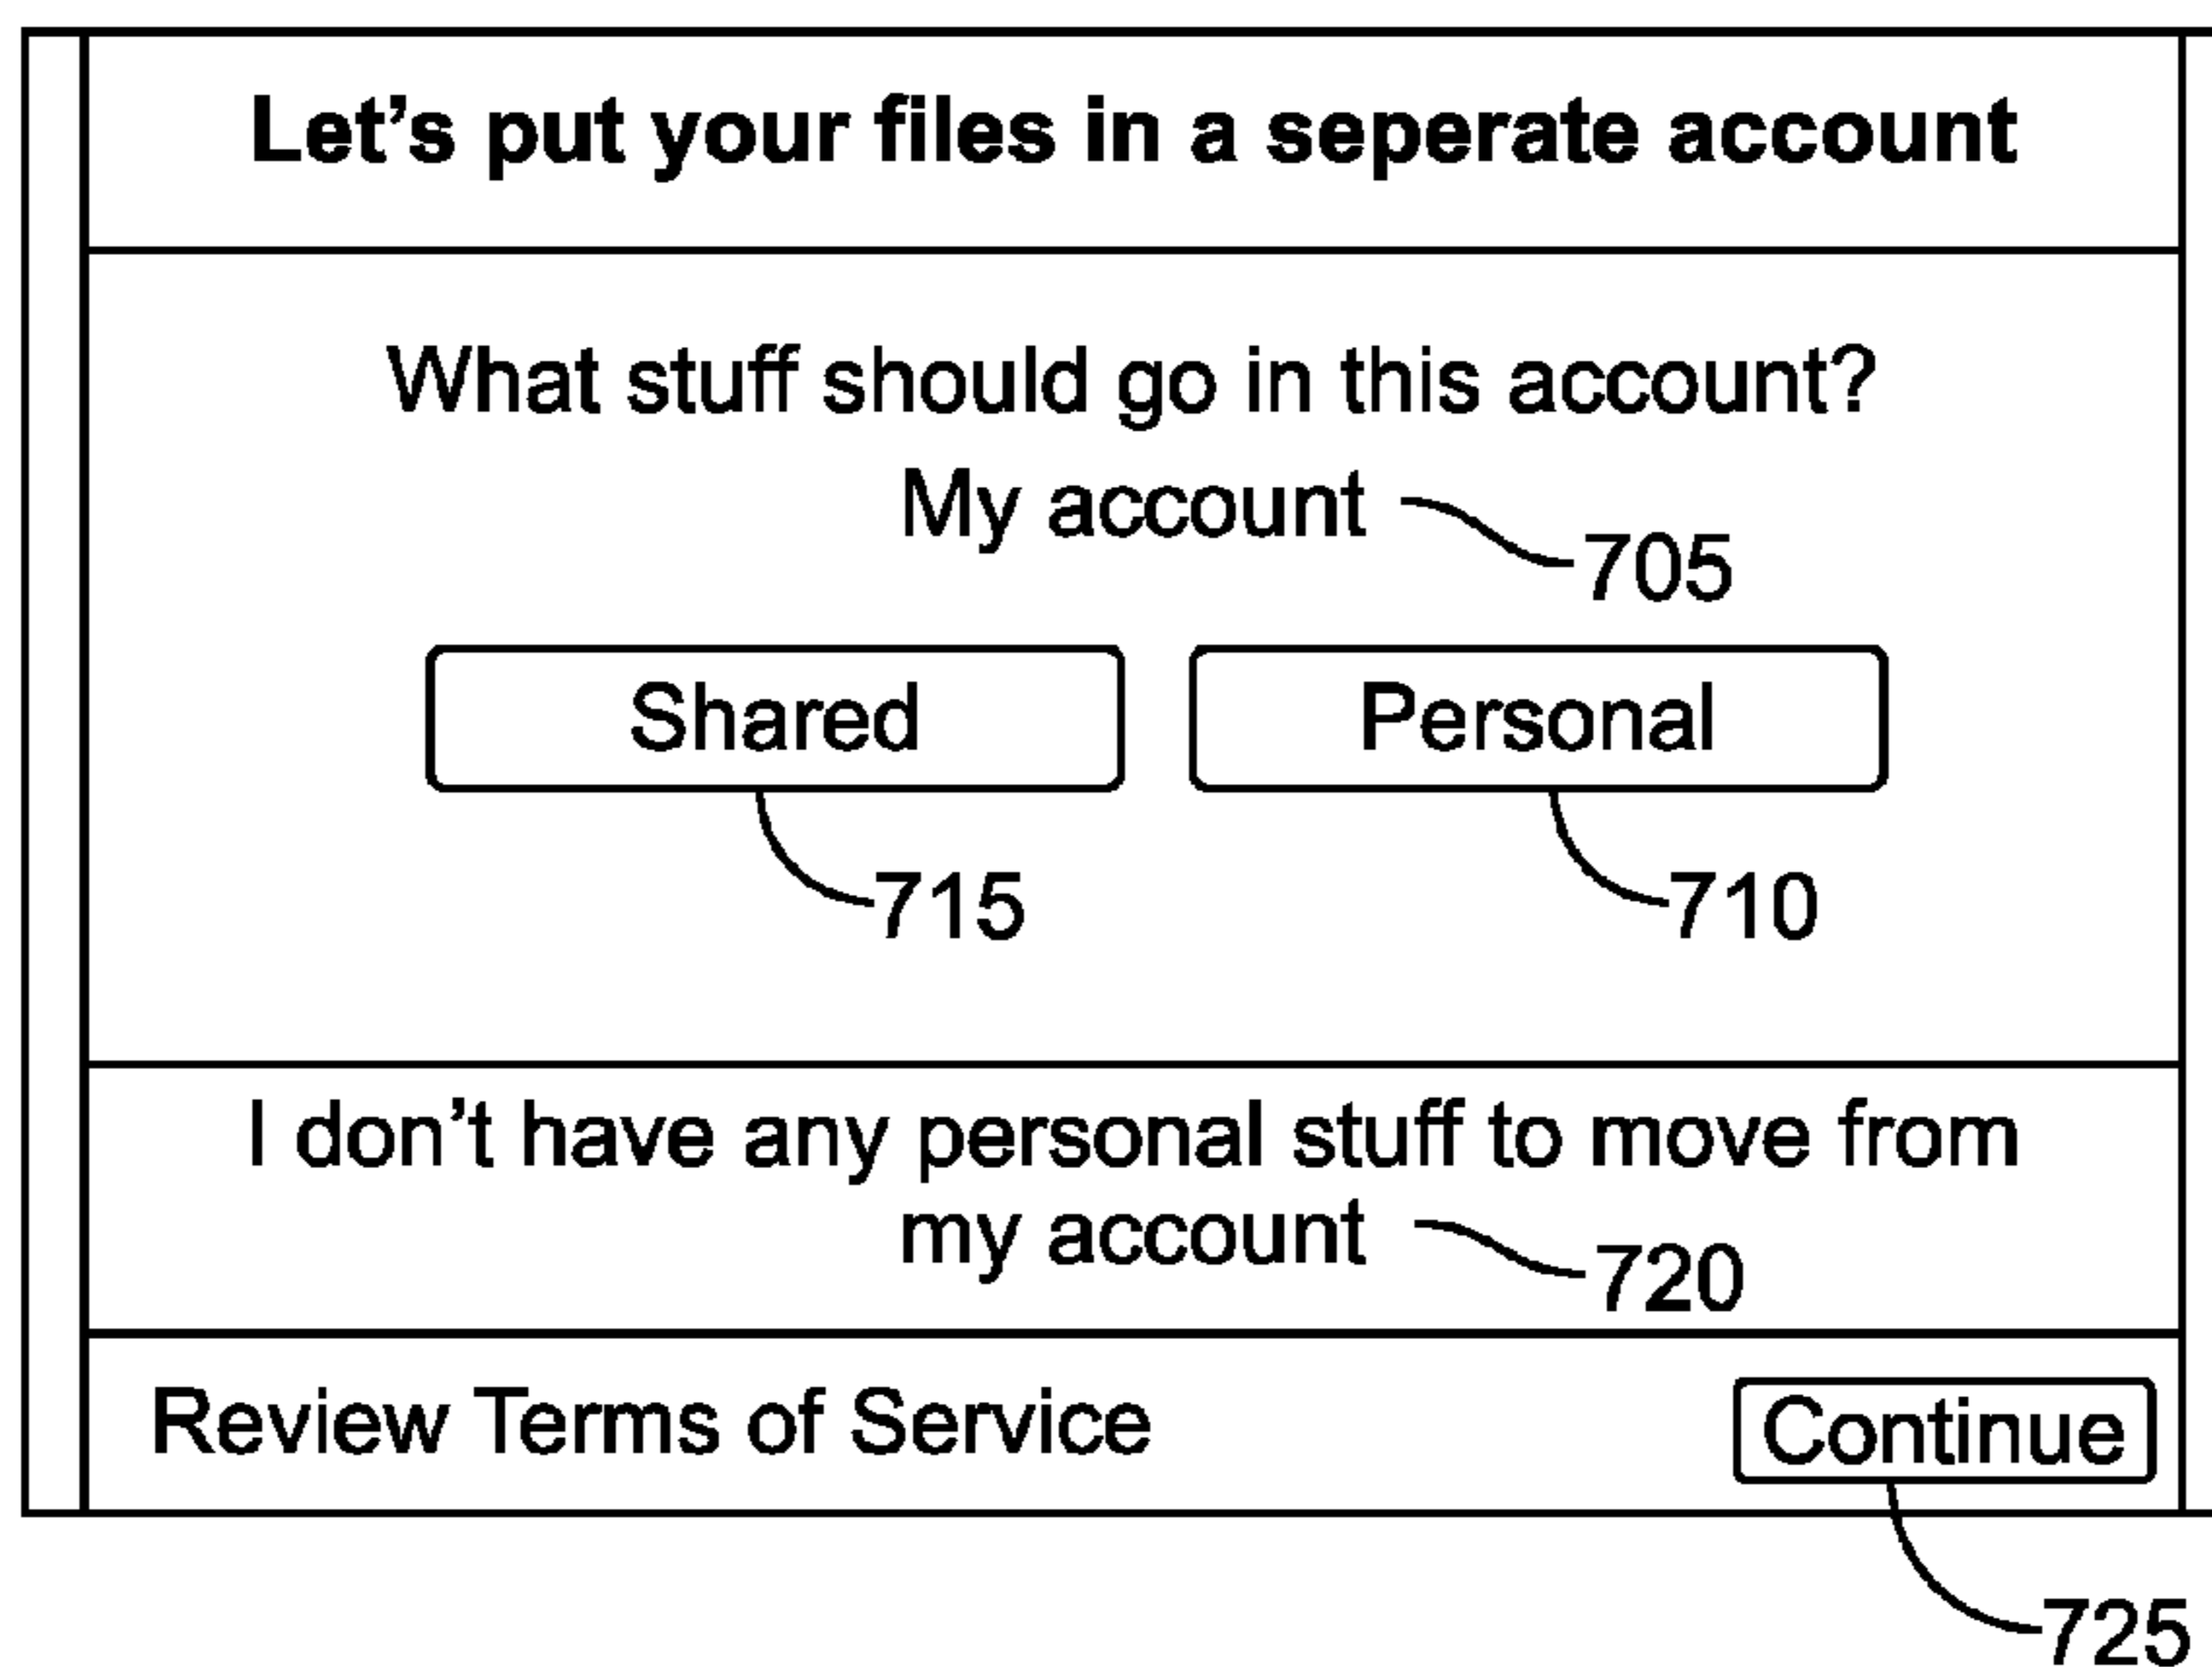 Let's put your files in a seperate account
What stuff should go in this account?
My account
705
Shared
Personal
715
710
I don't have any personal stuff to move from
my account
720
Review Terms of Service
Continue
725